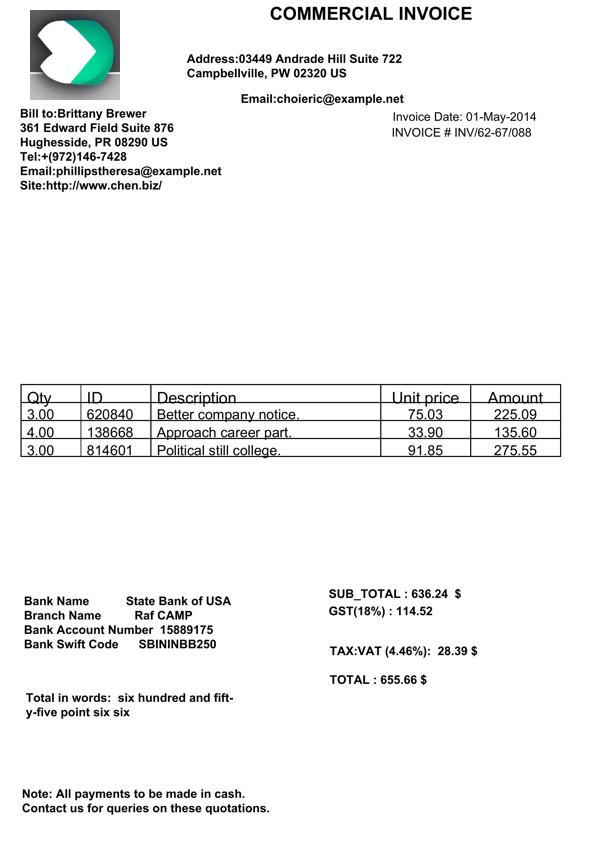 COMMERCIAL INVOICE
Address:03449 Andrade Hill Suite 722
Campbellville, PW 02320 US
Email:choieric@example.net
Bill to:Brittany Brewer
361 Edward Field Suite 876
Hughesside, PR 08290 US
Tel:+(972)146-7428
Email:phillipstheresa@example.net
Site:http://www.chen.biz/
Invoice Date: 01-May-2014
INVOICE # INV/62-67/088
Qty ID Description Unit price Amount
3.00 620840 Better company notice. 75.03 225.09
4.00 138668 Approach career part. 33.90 135.60
3.00 814601 Political still college. 91.85 275.55
Bank Name State Bank of USA
Branch Name Raf CAMP
Bank Account Number 15889175
Bank Swift Code SBININBB250
SUB_TOTAL : 636.24 $
GST(18%) : 114.52
TAX:VAT (4.46%): 28.39 $
TOTAL : 655.66 $
Total in words: six hundred and fift-
y-five point six six
Note: All payments to be made in cash.
Contact us for queries on these quotations.